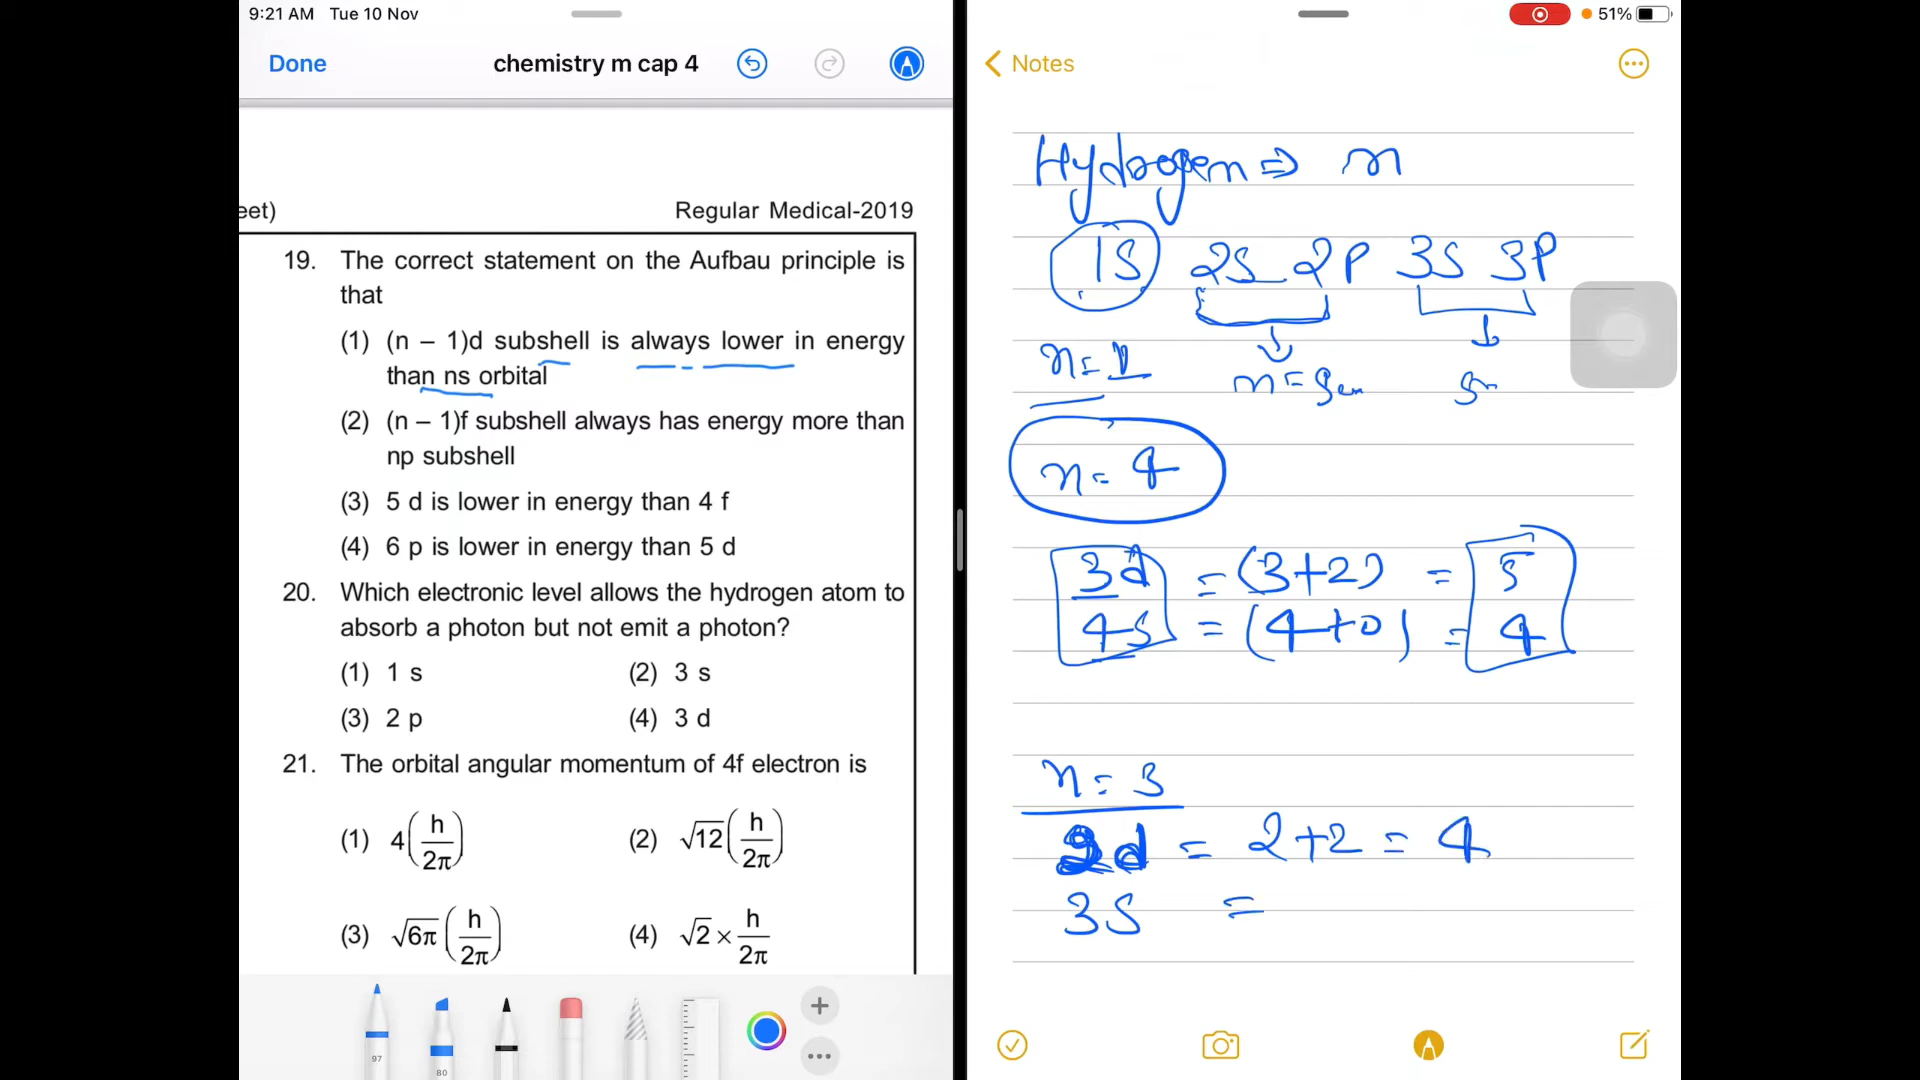 9:21 AM Tue 10 Nov
Done chemistry m cap 4
eet) Regular Medical-2019
19. The correct statement on the Aufbau principle is
that
(1) (n – 1)d subshell is always lower in energy
than ns orbital
(2) (n – 1)f subshell always has energy more than
np subshell
(3) 5 d is lower in energy than 4 f
(4) 6 p is lower in energy than 5 d
20. Which electronic level allows the hydrogen atom to
absorb a photon but not emit a photon?
(1) 1 s (2) 3 s
(3) 2 p (4) 3 d
21. The orbital angular momentum of 4f electron is
(1) 4(h/2π) (2) √12(h/2π)
(3) √6π(h/2π) (4) √2 × h/2π
97
80
51%
Notes
Hydrogen ⇒ n
1S 2S 2P 3S 3P
n = 1
n = 4
3d = (3+2) = 5
4S = (4+0) = 4
n = 3
2d = 2+2 = 4
3S =